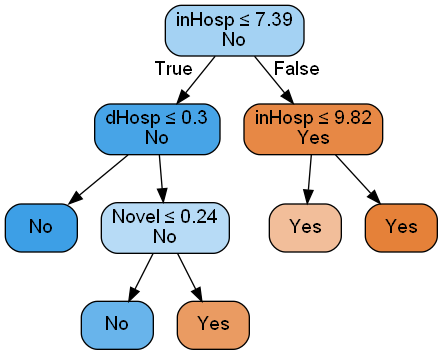 inHosp ≤ 7.39
No
True
False
dHosp ≤ 0.3
No
inHosp ≤ 9.82
Yes
No
Novel ≤ 0.24
No
Yes
Yes
No
Yes